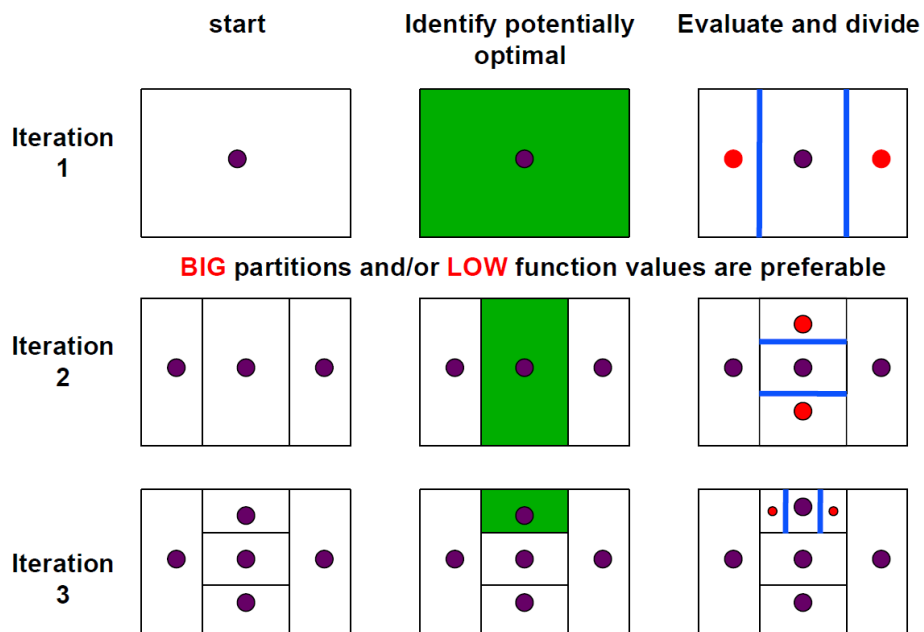 start
Identify potentially
optimal
Evaluate and divide
Iteration
1
BIG partitions and/or LOW function values are preferable
Iteration
2
Iteration
3